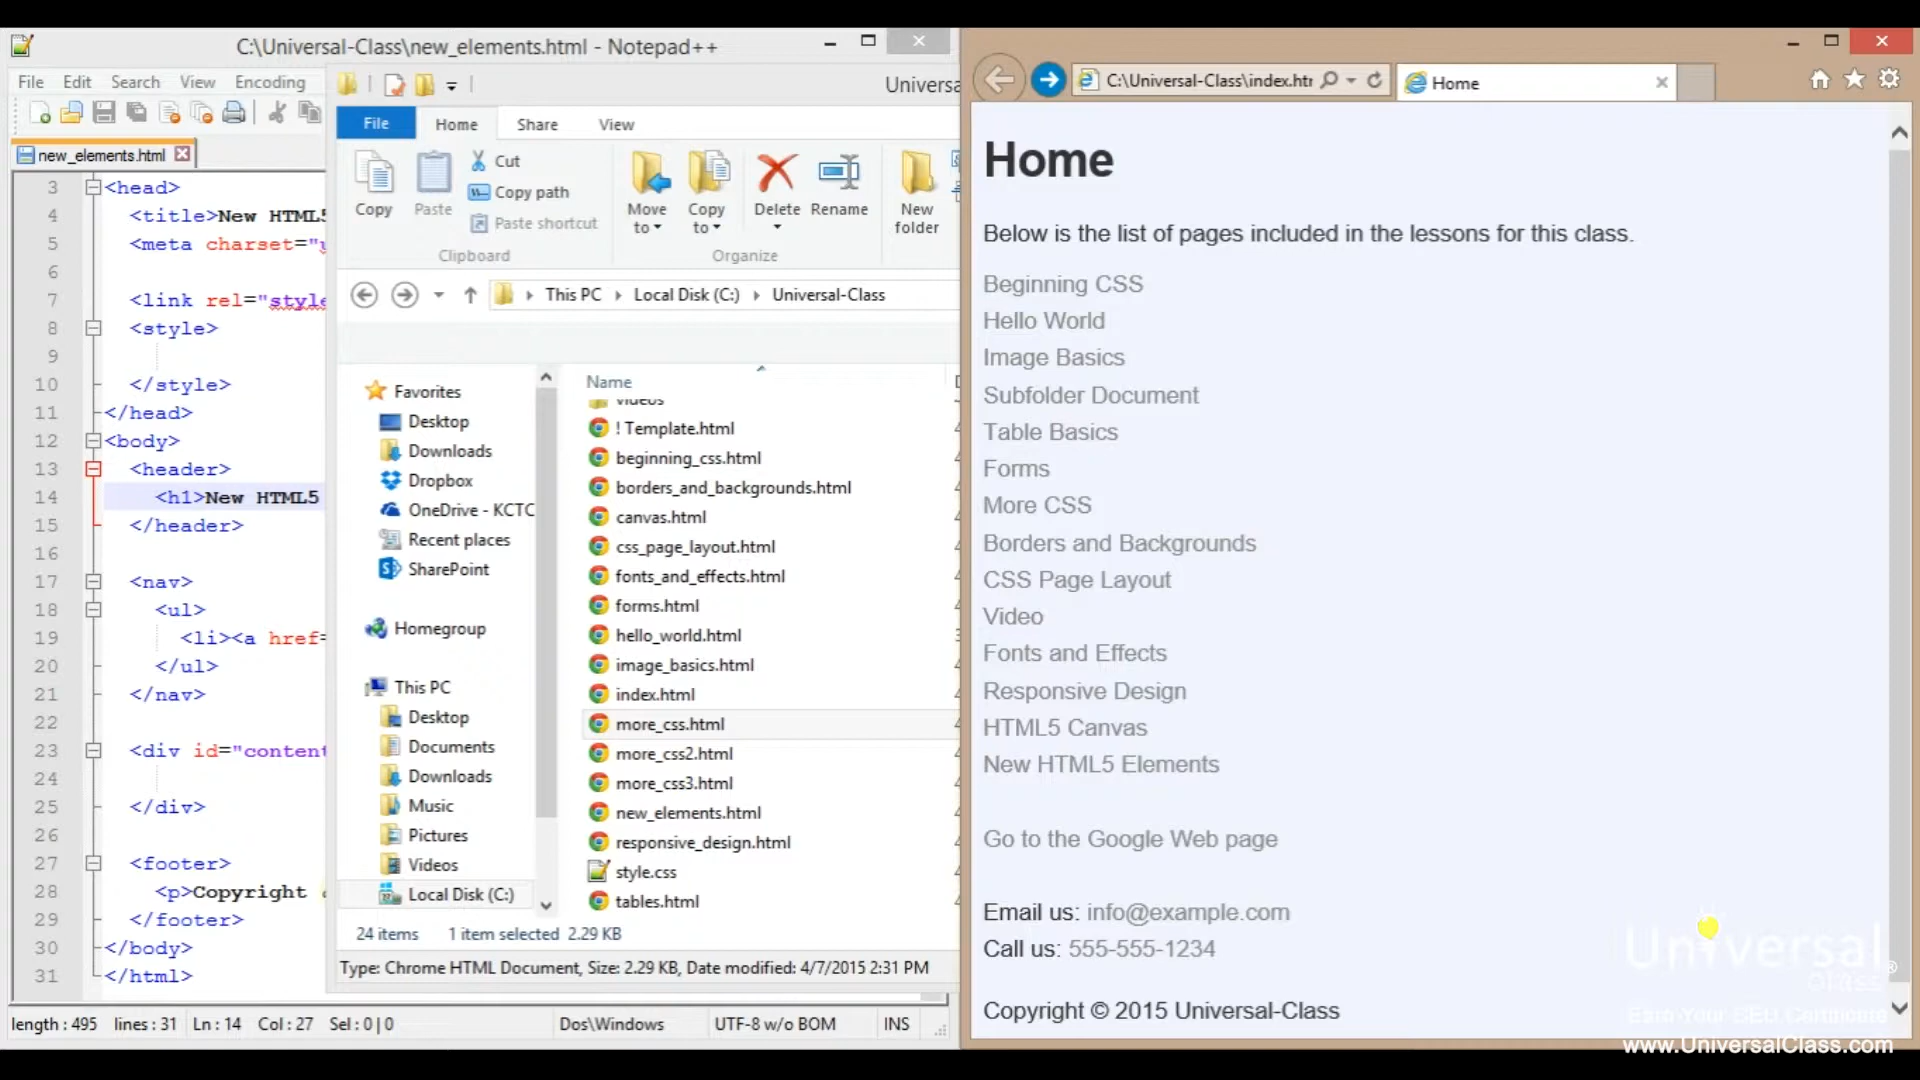 C:\Universal-Class\new_elements.html - Notepad++
File Edit Search View Encoding
new_elements.html
3 <head>
4 <title>New HTML5
5 <meta charset="u
6
7 <link rel="style
8 <style>
9
10 </style>
11 </head>
12 <body>
13 <header>
14 <h1>New HTML5
15 </header>
16
17 <nav>
18 <ul>
19 <li><a href=
20 </ul>
21 </nav>
22
23 <div id="content
24
25 </div>
26
27 <footer>
28 <p>Copyright
29 </footer>
30 </body>
31 </html>
length : 495 lines : 31 Ln : 14 Col : 27 Sel : 0 | 0 Dos\Windows UTF-8 w/o BOM INS
Universa
File Home Share View
Copy
Paste
Cut
Copy path
Paste shortcut
Clipboard
Move to
Copy to
Delete
Rename
Organize
New folder
This PC Local Disk (C:) Universal-Class
Favorites
Desktop
Downloads
Dropbox
OneDrive - KCTC
Recent places
SharePoint
Homegroup
This PC
Desktop
Documents
Downloads
Music
Pictures
Videos
Local Disk (C:)
Name
videos
! Template.html
beginning_css.html
borders_and_backgrounds.html
canvas.html
css_page_layout.html
fonts_and_effects.html
forms.html
hello_world.html
image_basics.html
index.html
more_css.html
more_css2.html
more_css3.html
new_elements.html
responsive_design.html
style.css
tables.html
24 items 1 item selected 2.29 KB
Type: Chrome HTML Document, Size: 2.29 KB, Date modified: 4/7/2015 2:31 PM
C:\Universal-Class\index.htr
Home
Home
Below is the list of pages included in the lessons for this class.
Beginning CSS
Hello World
Image Basics
Subfolder Document
Table Basics
Forms
More CSS
Borders and Backgrounds
CSS Page Layout
Video
Fonts and Effects
Responsive Design
HTML5 Canvas
New HTML5 Elements
Go to the Google Web page
Email us: info@example.com
Call us: 555-555-1234
Copyright © 2015 Universal-Class
Universal
Class®
Earn Your CEU Certificate
www.UniversalClass.com